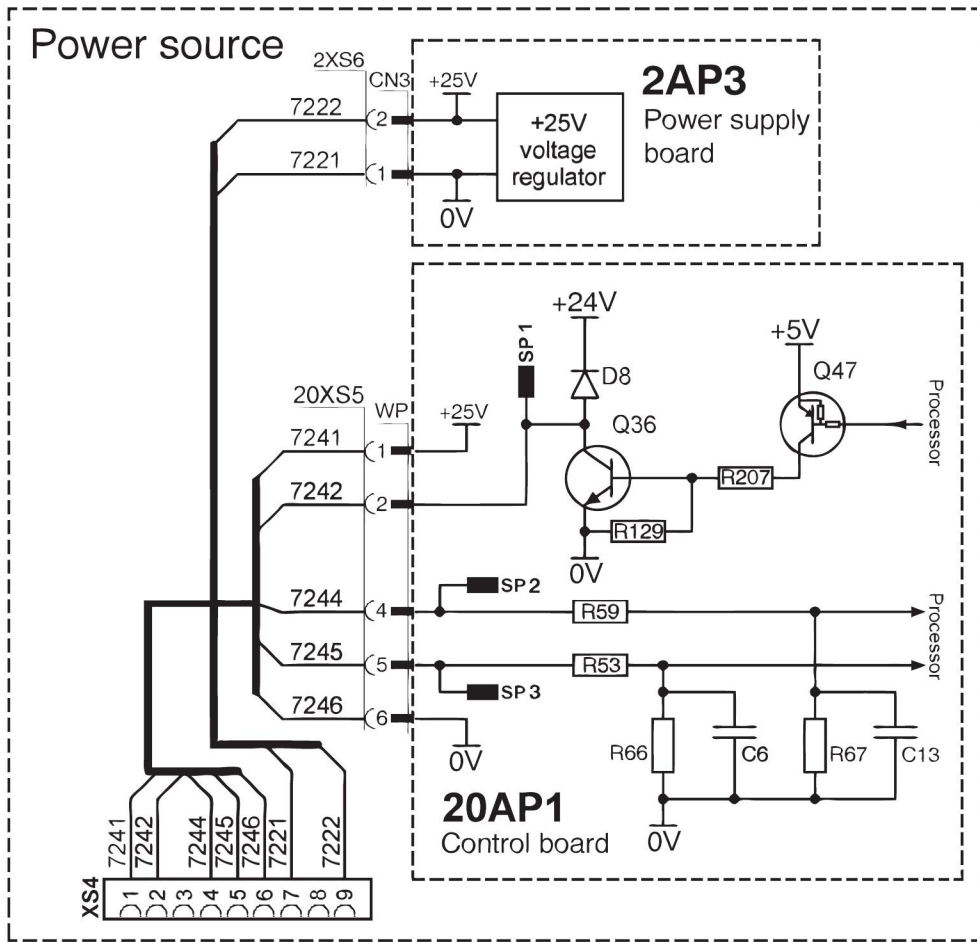 Power source
2XS6
CN3
+25V
7222
2
7221
1
0V
+25V
voltage
regulator
2AP3
Power supply
board
+24V
SP1
D8
+5V
Q47
Processor
20XS5
WP
+25V
Q36
7241
1
7242
2
R207
R129
0V
SP2
7244
4
R59
Processor
7245
5
R53
SP3
7246
6
0V
R66
C6
R67
C13
0V
20AP1
Control board
7241
7242
7244
7245
7246
7221
7222
XS4
1
2
3
4
5
6
7
8
9